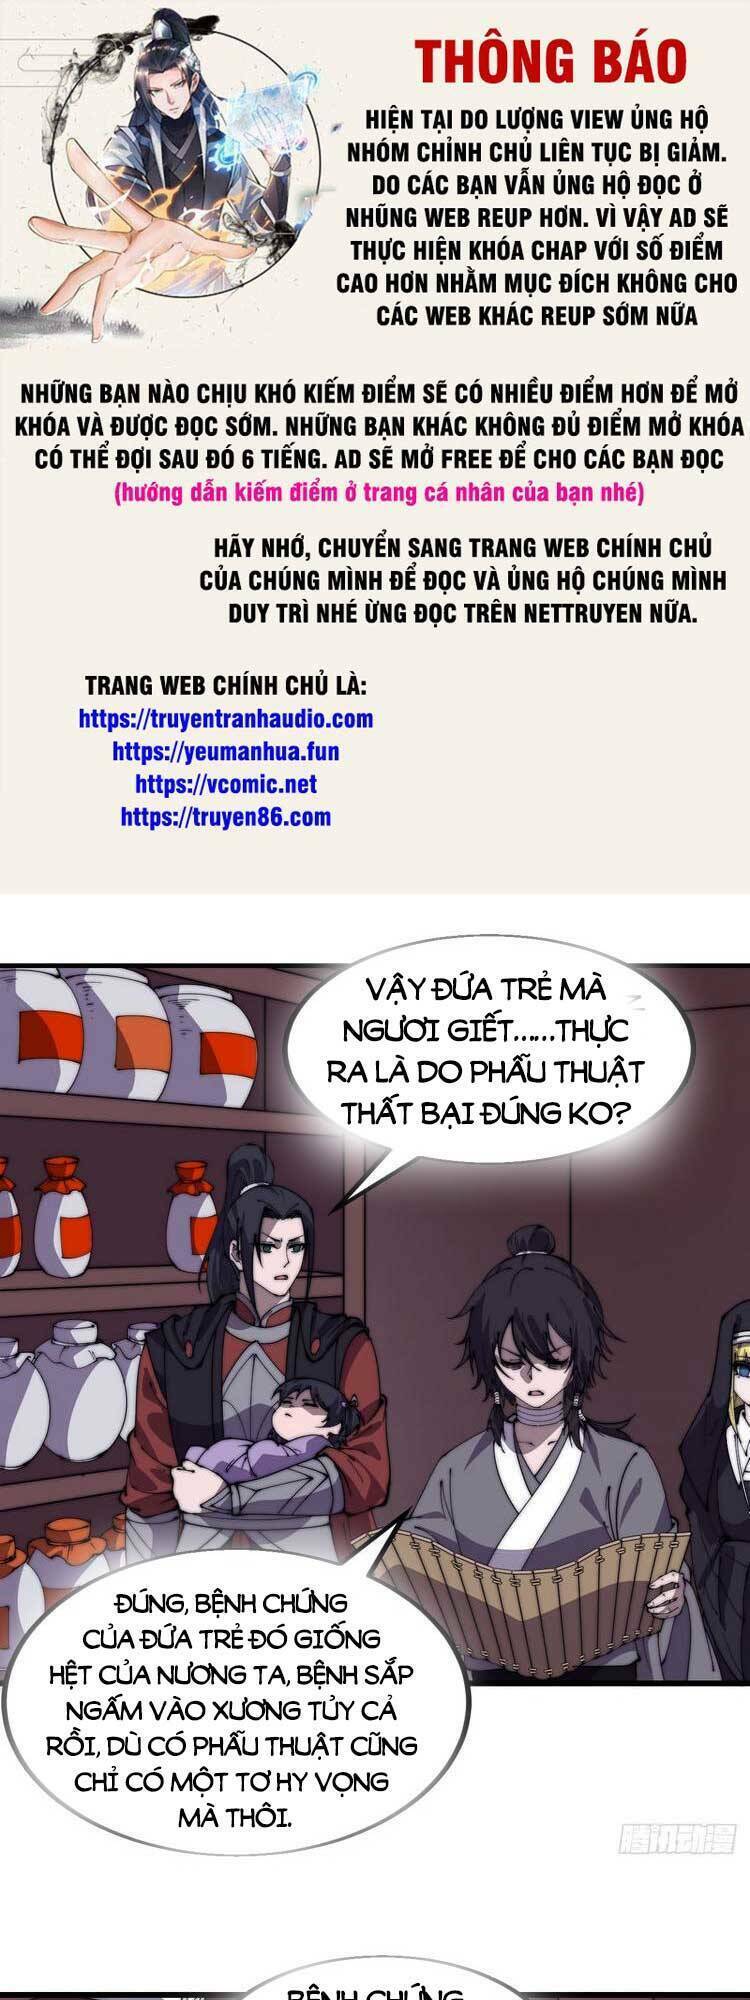 THÔNG BÁO
HIỆN TẠI DO LƯỢNG VIEW ỦNG HỘ
NHÓM CHỈNH CHỦ LIÊN TỤC BỊ GIẢM.
DO CÁC BẠN VẪN ỦNG HỘ ĐỌC Ở
NHŨNG WEB REUP HƠN. VÌ VẬY AD SẼ
THỰC HIỆN KHÓA CHAP VỚI SỐ ĐIỂM
CAO HƠN NHẰM MỤC ĐÍCH KHÔNG CHO
CÁC WEB KHÁC REUP SỚM NỮA
NHỮNG BẠN NÀO CHỊU KHÓ KIẾM ĐIỂM SẼ CÓ NHIỀU ĐIỂM HƠN ĐỂ MỞ
KHÓA VÀ ĐƯỢC ĐỌC SỚM. NHỮNG BẠN KHÁC KHÔNG ĐỦ ĐIỂM MỞ KHÓA
CÓ THỂ ĐỢI SAU ĐÓ 6 TIẾNG. AD SẼ MỞ FREE ĐỂ CHO CÁC BẠN ĐỌC
(hướng dẫn kiếm điểm ở trang cá nhân của bạn nhé)
HÃY NHỚ, CHUYỂN SANG TRANG WEB CHÍNH CHỦ
CỦA CHÚNG MÌNH ĐỂ ĐỌC VÀ ỦNG HỘ CHÚNG MÌNH
DUY TRÌ NHÉ ỪNG ĐỌC TRÊN NETTRUYEN NỮA.
TRANG WEB CHÍNH CHỦ LÀ:
https://truyentranhaudio.com
https://yeumanhua.fun
https://vcomic.net
https://truyen86.com
VẬY ĐỨA TRẺ MÀ
NGƯƠI GIẾT......THỰC
RA LÀ DO PHẪU THUẬT
THẤT BẠI ĐÚNG KO?
ĐÚNG, BỆNH CHỨNG
CỦA ĐỨA TRẺ ĐÓ GIỐNG
HỆT CỦA NƯƠNG TA, BỆNH SẮP
NGẤM VÀO XƯƠNG TỦY CẢ
RỒI, DÙ CÓ PHẪU THUẬT CŨNG
CHỈ CÓ MỘT TƠ HY VỌNG
MÀ THÔI.
腾讯动漫
BỆNH CHỨNG